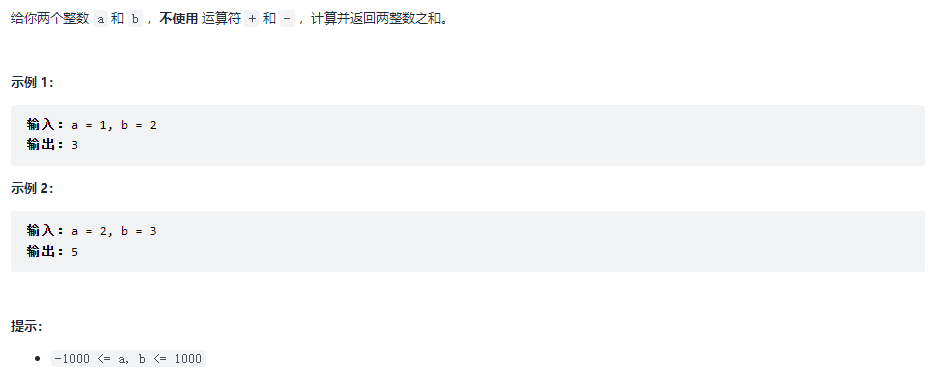 给你两个整数 a 和 b ,不使用 运算符 + 和 - ,计算并返回两整数之和。
示例 1:
输入:a = 1, b = 2
输出:3
示例 2:
输入:a = 2, b = 3
输出:5
提示:
-1000 <= a, b <= 1000